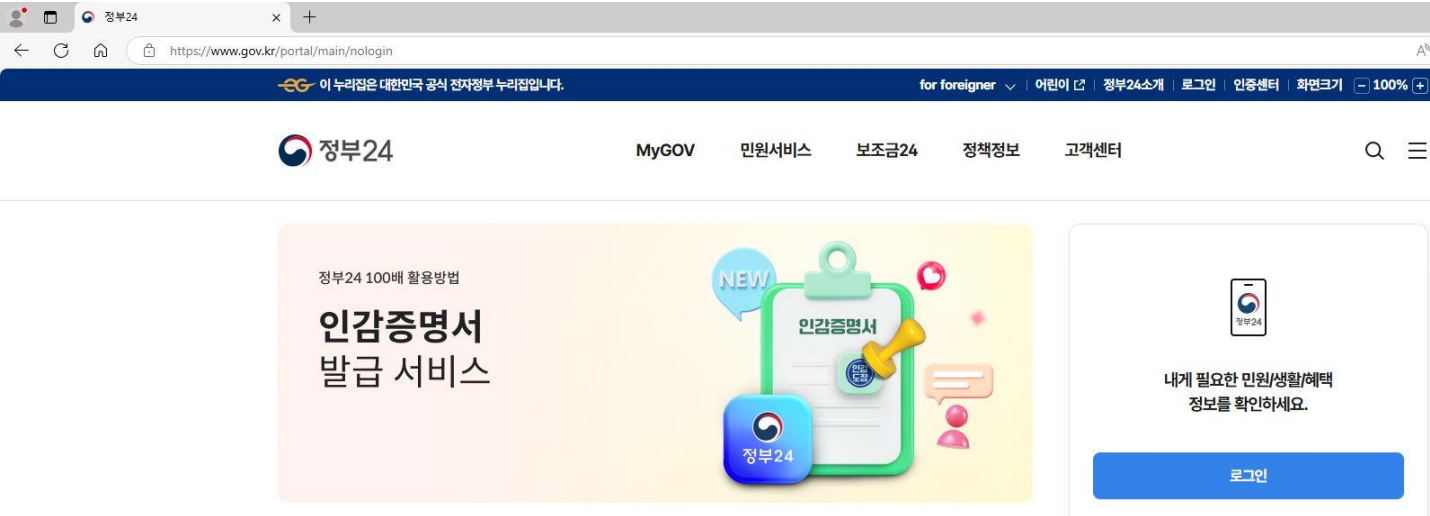 정부24
https://www.gov.kr/portal/main/nologin
이 누리집은 대한민국 공식 전자정부 누리집입니다.
for foreigner 어린이 정부24소개 로그인 인증센터 화면크기 100%
정부24
MyGOV 민원서비스 보조금24 정책정보 고객센터
정부24 100배 활용방법
인감증명서
발급 서비스
NEW
인감증명서
인감
도장
정부24
정부24
내게 필요한 민원/생활/혜택
정보를 확인하세요.
로그인